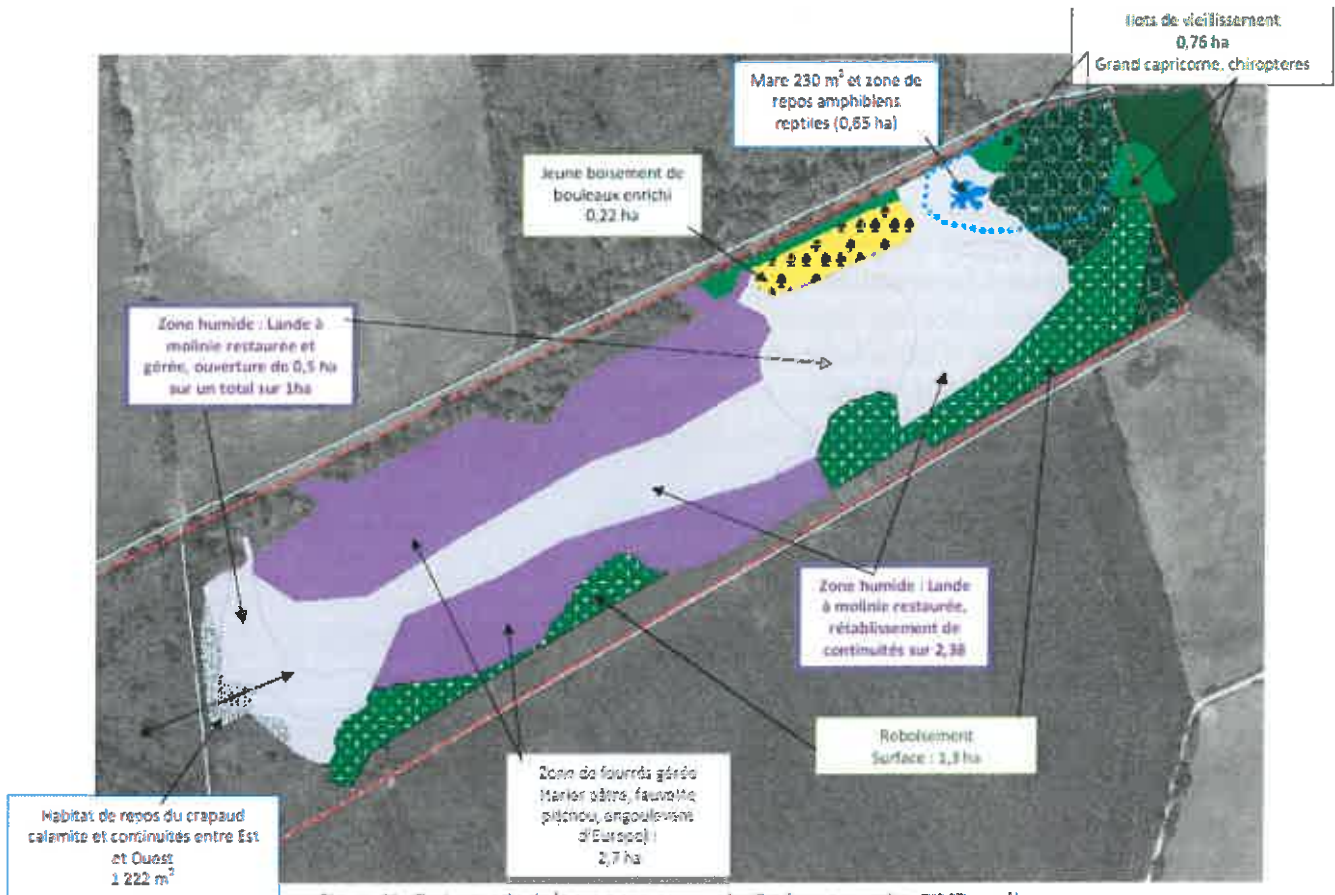 Ilots de vieillissement
0,76 ha
Grand capricorne, chiroptères
Mare 230 m² et zone de
repos amphibiens
reptiles (0,65 ha)
Jeune boisement de
bouleaux enrichi
0,22 ha
Zone humide : Lande à
molinie restaurée et
gérée, ouverture de 0,5 ha
sur un total sur 1ha
Zone humide : Lande
à molinie restaurée,
rétablissement de
continuités sur 2,38
Reboisement
Surface : 1,3 ha
Zone de fourrés gérée
pâtre, fauvette
pitchou, engoulevent
d'Europe) :
2,7 ha
Habitat de repos du crapaud
calamite et continuités entre Est
et Ouest
1 222 m²